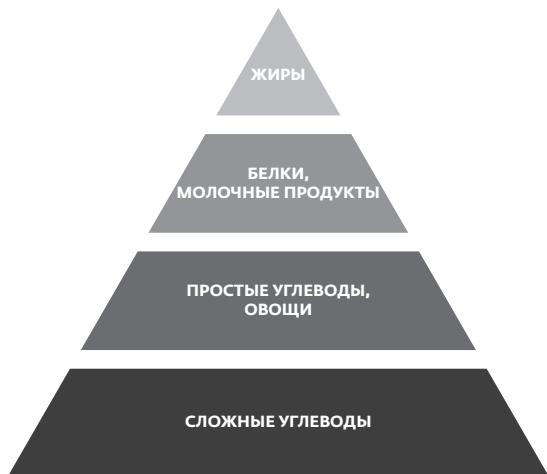 ЖИРЫ
БЕЛКИ,
МОЛОЧНЫЕ ПРОДУКТЫ
ПРОСТЫЕ УГЛЕВОДЫ,
ОВОЩИ
СЛОЖНЫЕ УГЛЕВОДЫ